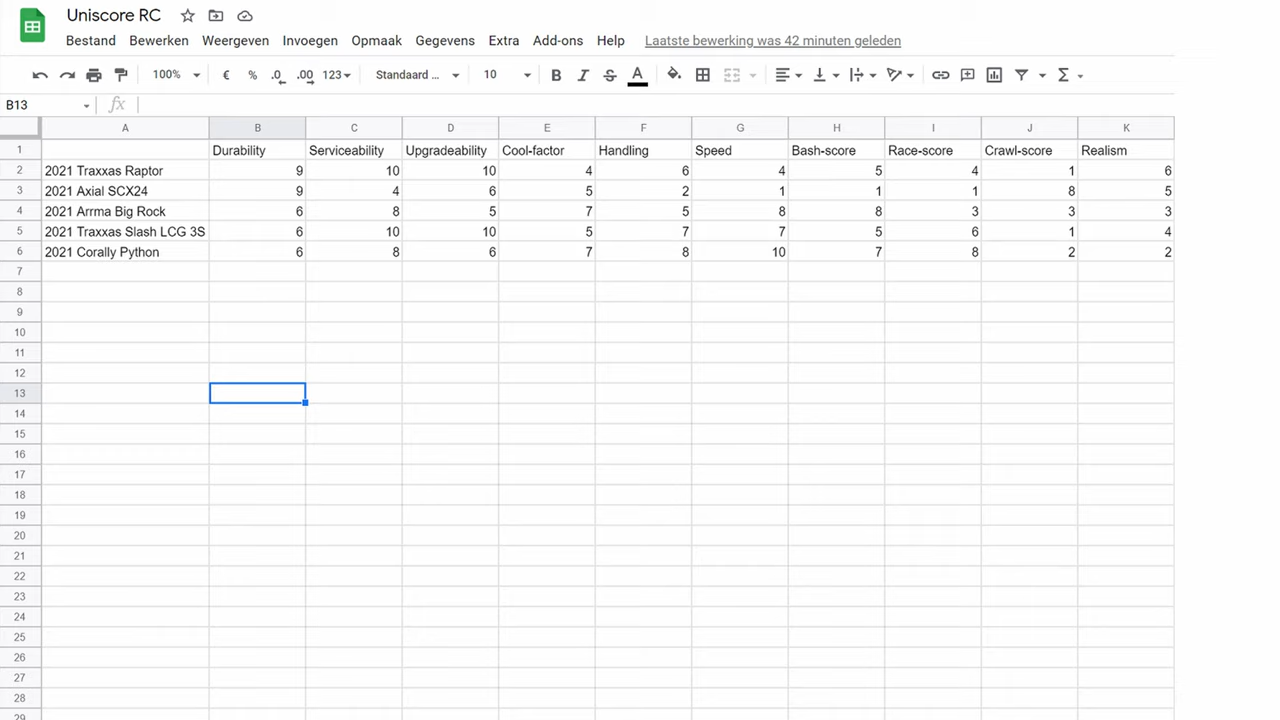 Uniscore RC
Bestand Bewerken Weergeven Invoegen Opmaak Gegevens Extra Add-ons Help Laatste bewerking was 42 minuten geleden
100% € % .0 .00 123 Standaard ... 10 B I S A Σ
B13 fx
A B C D E F G H I J K
1 Durability Serviceability Upgradeability Cool-factor Handling Speed Bash-score Race-score Crawl-score Realism
2 2021 Traxxas Raptor 9 10 10 4 6 4 5 4 1 6
3 2021 Axial SCX24 9 4 6 5 2 1 1 1 8 5
4 2021 Arrma Big Rock 6 8 5 7 5 8 8 3 3 3
5 2021 Traxxas Slash LCG 3S 6 10 10 5 7 7 5 6 1 4
6 2021 Corally Python 6 8 6 7 8 10 7 8 2 2
7
8
9
10
11
12
13
14
15
16
17
18
19
20
21
22
23
24
25
26
27
28
29